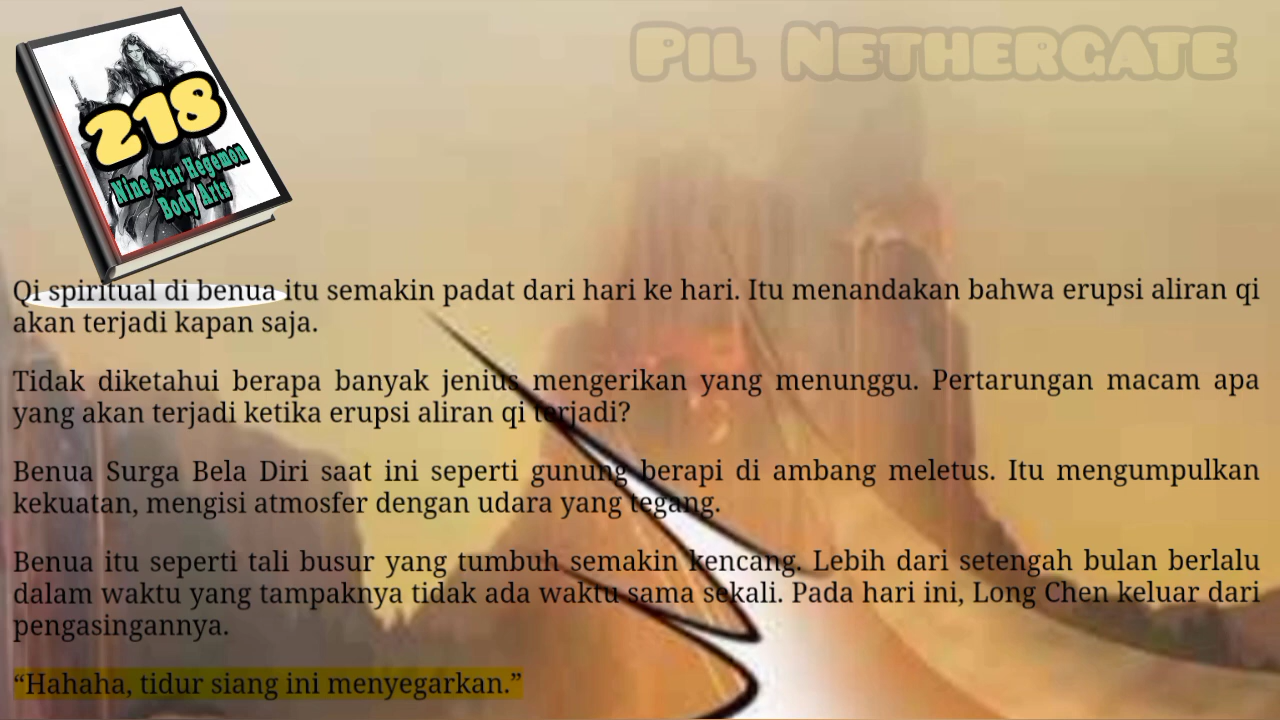 Pil Nethergate
218
Nine Star Hegemon
Body Arts
Qi spiritual di benua itu semakin padat dari hari ke hari. Itu menandakan bahwa erupsi aliran qi
akan terjadi kapan saja.
Tidak diketahui berapa banyak jenius mengerikan yang menunggu. Pertarungan macam apa
yang akan terjadi ketika erupsi aliran qi terjadi?
Benua Surga Bela Diri saat ini seperti gunung berapi di ambang meletus. Itu mengumpulkan
kekuatan, mengisi atmosfer dengan udara yang tegang.
Benua itu seperti tali busur yang tumbuh semakin kencang. Lebih dari setengah bulan berlalu
dalam waktu yang tampaknya tidak ada waktu sama sekali. Pada hari ini, Long Chen keluar dari
pengasingannya.
“Hahaha, tidur siang ini menyegarkan.”